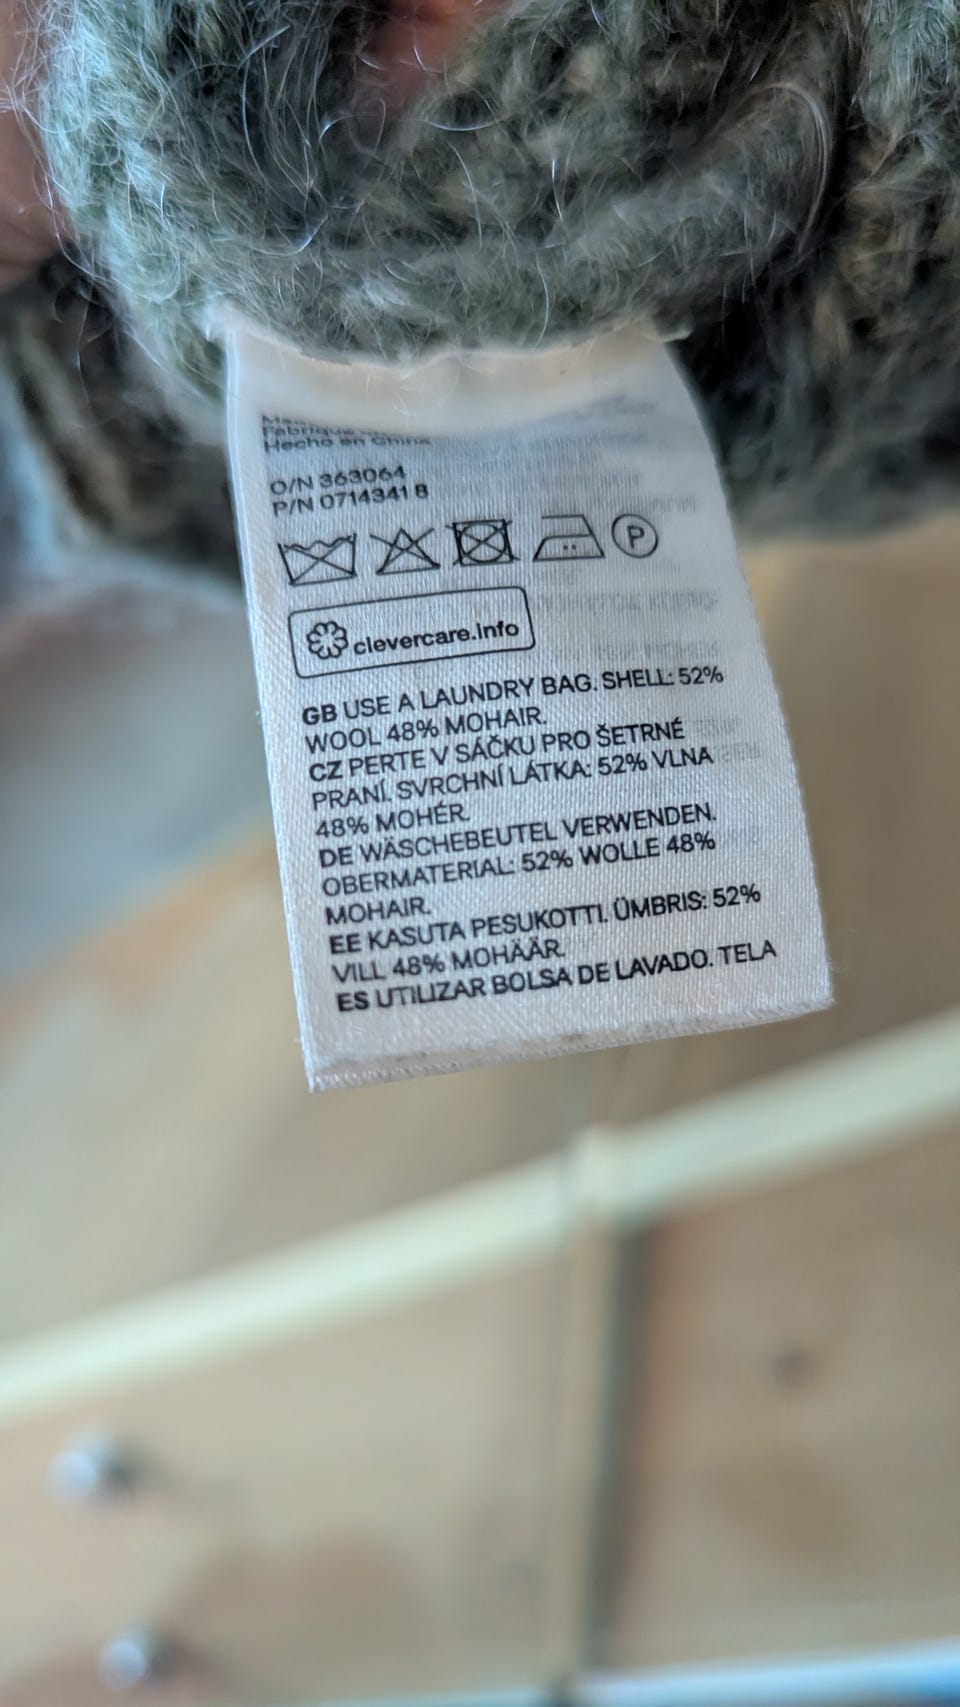 Hecho en China
O/N 363064
P/N 0714341 8
P
clevercare.info
GB USE A LAUNDRY BAG. SHELL: 52%
WOOL 48% MOHAIR.
CZ PERTE V SÁČKU PRO ŠETRNÉ
PRANÍ. SVRCHNÍ LÁTKA: 52% VLNA
48% MOHÉR.
DE WÄSCHEBEUTEL VERWENDEN.
OBERMATERIAL: 52% WOLLE 48%
MOHAIR.
EE KASUTA PESUKOTTI. ÜMBRIS: 52%
VILL 48% MOHÄÄR.
ES UTILIZAR BOLSA DE LAVADO. TELA